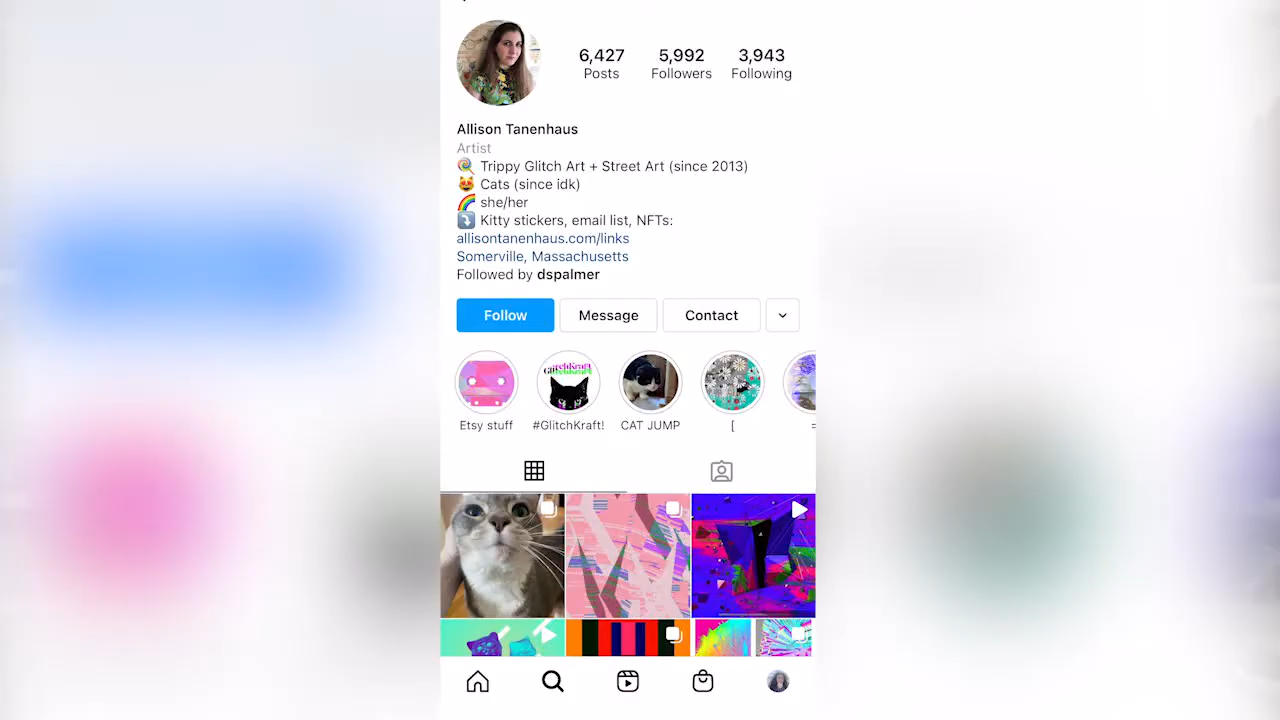 6,427 5,992 3,943
Posts Followers Following
Allison Tanenhaus
Artist
🍭 Trippy Glitch Art + Street Art (since 2013)
😻 Cats (since idk)
🌈 she/her
⤵️ Kitty stickers, email list, NFTs:
allisontanenhaus.com/links
Somerville, Massachusetts
Followed by dspalmer
Follow Message Contact
GlitchKraft
Etsy stuff #GlitchKraft! CAT JUMP [ =